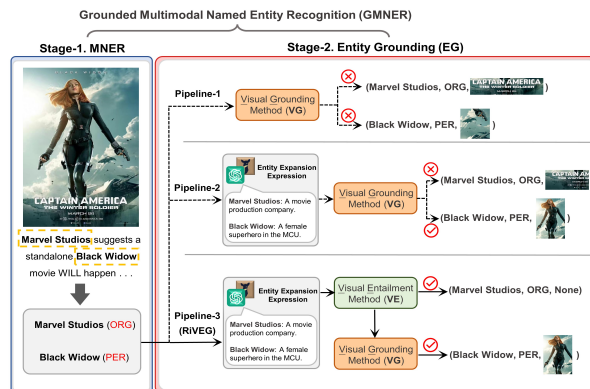 Grounded Multimodal Named Entity Recognition (GMNER)
Stage-1. MNER
CAPTAIN AMERICA
THE WINTER SOLDIER
MARCH
Marvel Studios suggests a
standalone Black Widow
movie WILL happen . . .
Marvel Studios (ORG)
Black Widow (PER)
Stage-2. Entity Grounding (EG)
Pipeline-1
Visual Grounding
Method (VG)
(Marvel Studios, ORG, CAPTAIN AMERICA THE WINTER SOLDIER )
(Black Widow, PER, )
Pipeline-2
Entity Expansion
Expression
Marvel Studios: A movie
production company.
Black Widow: A female
superhero in the MCU.
Visual Grounding
Method (VG)
(Marvel Studios, ORG, CAPTAIN AMERICA
(Black Widow, PER, )
Pipeline-3
(RiVEG)
Entity Expansion
Expression
Marvel Studios: A movie
production company.
Black Widow: A female
superhero in the MCU.
Visual Entailment
Method (VE)
(Marvel Studios, ORG, None)
Visual Grounding
Method (VG)
(Black Widow, PER, )